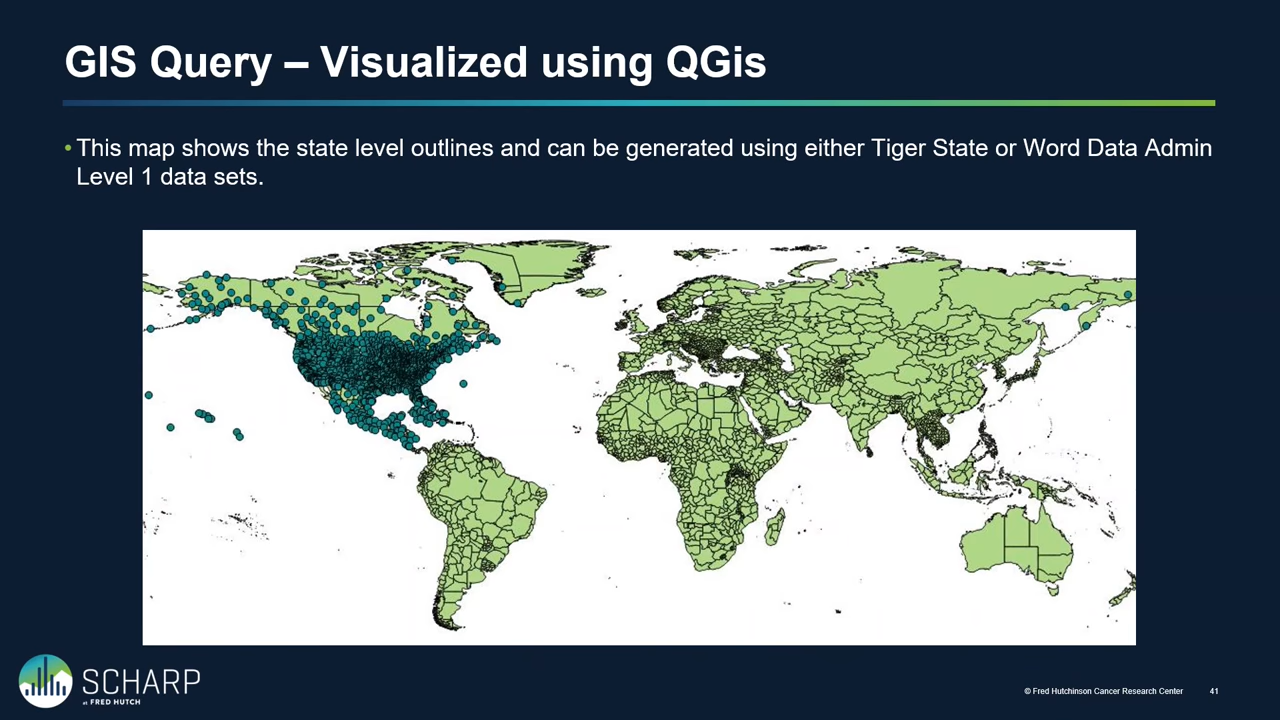 GIS Query – Visualized using QGis
• This map shows the state level outlines and can be generated using either Tiger State or Word Data Admin
Level 1 data sets.
SCHARP
at FRED HUTCH
© Fred Hutchinson Cancer Research Center
41